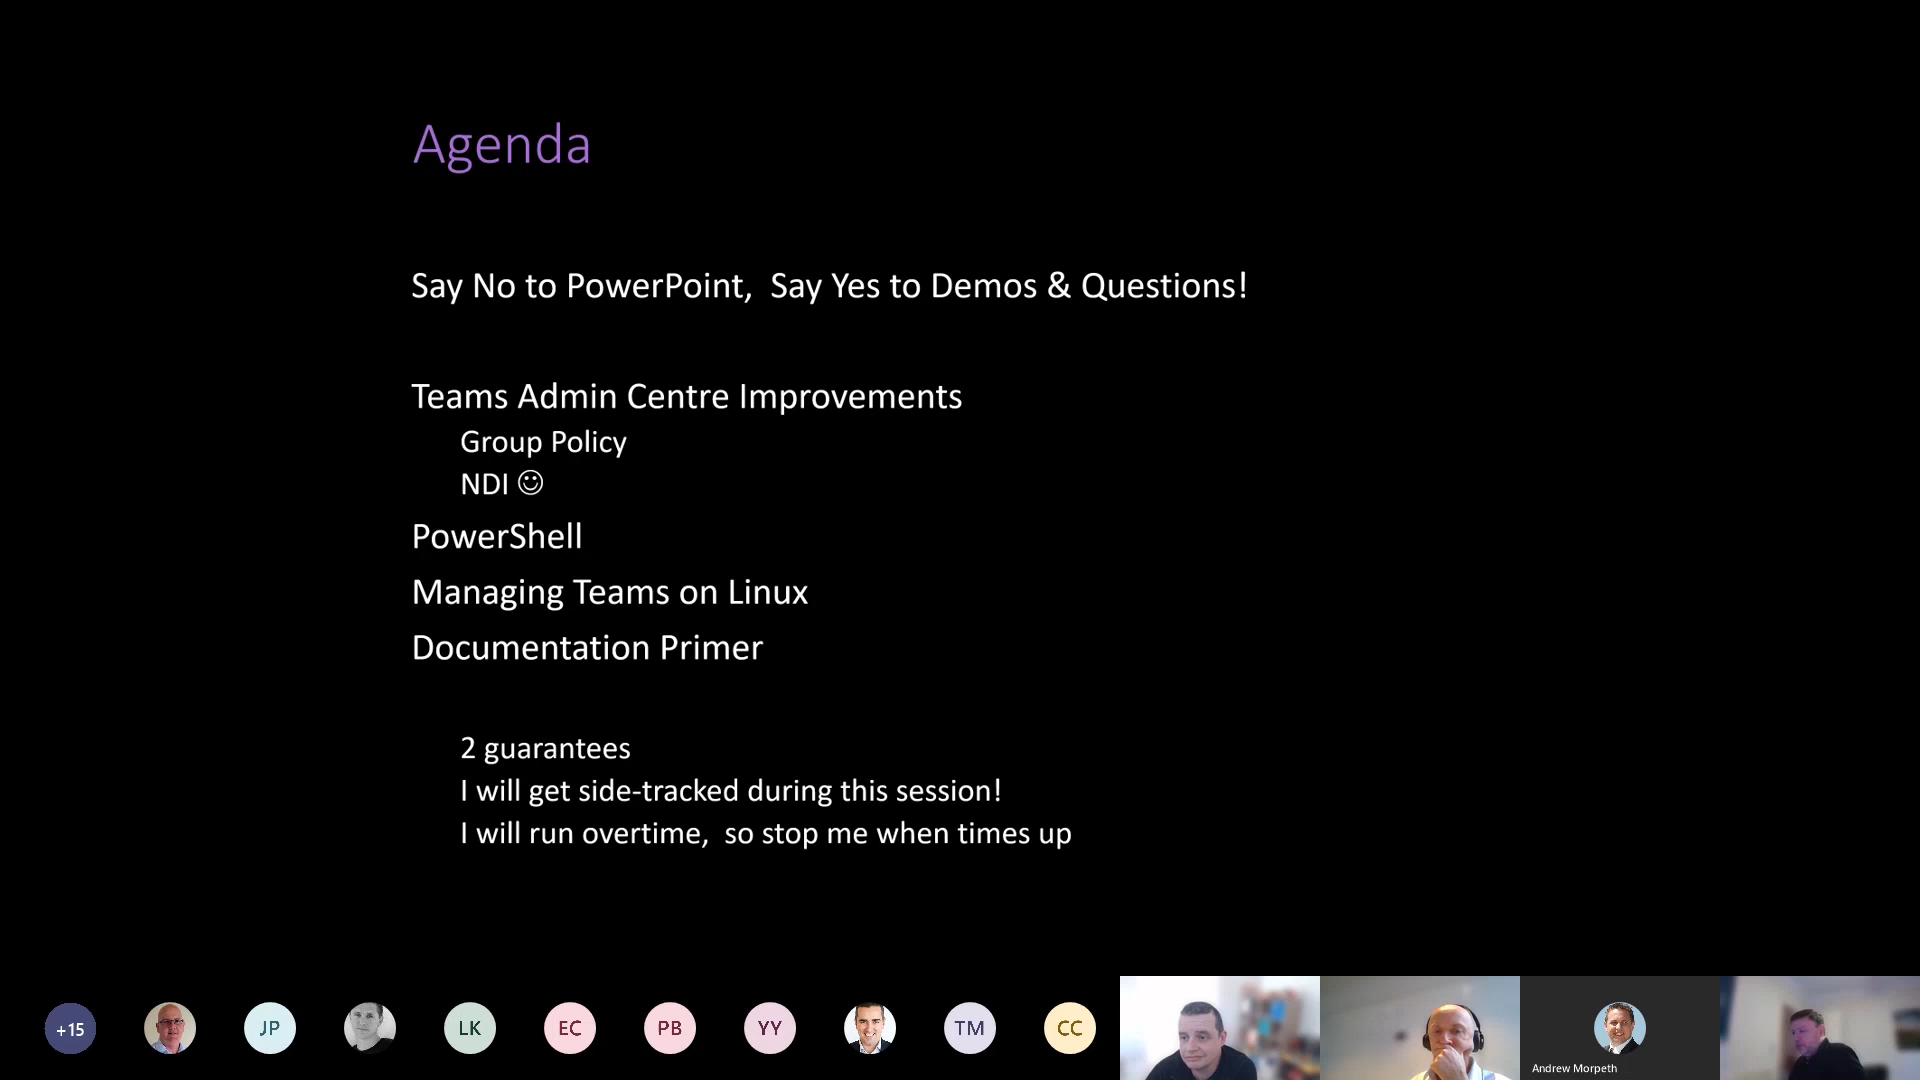 Agenda
Say No to PowerPoint,  Say Yes to Demos & Questions!
Teams Admin Centre Improvements
Group Policy
NDI ☺
PowerShell
Managing Teams on Linux
Documentation Primer
2 guarantees
I will get side-tracked during this session!
I will run overtime,  so stop me when times up
+15
JP
LK
EC
PB
YY
TM
CC
Andrew Morpeth